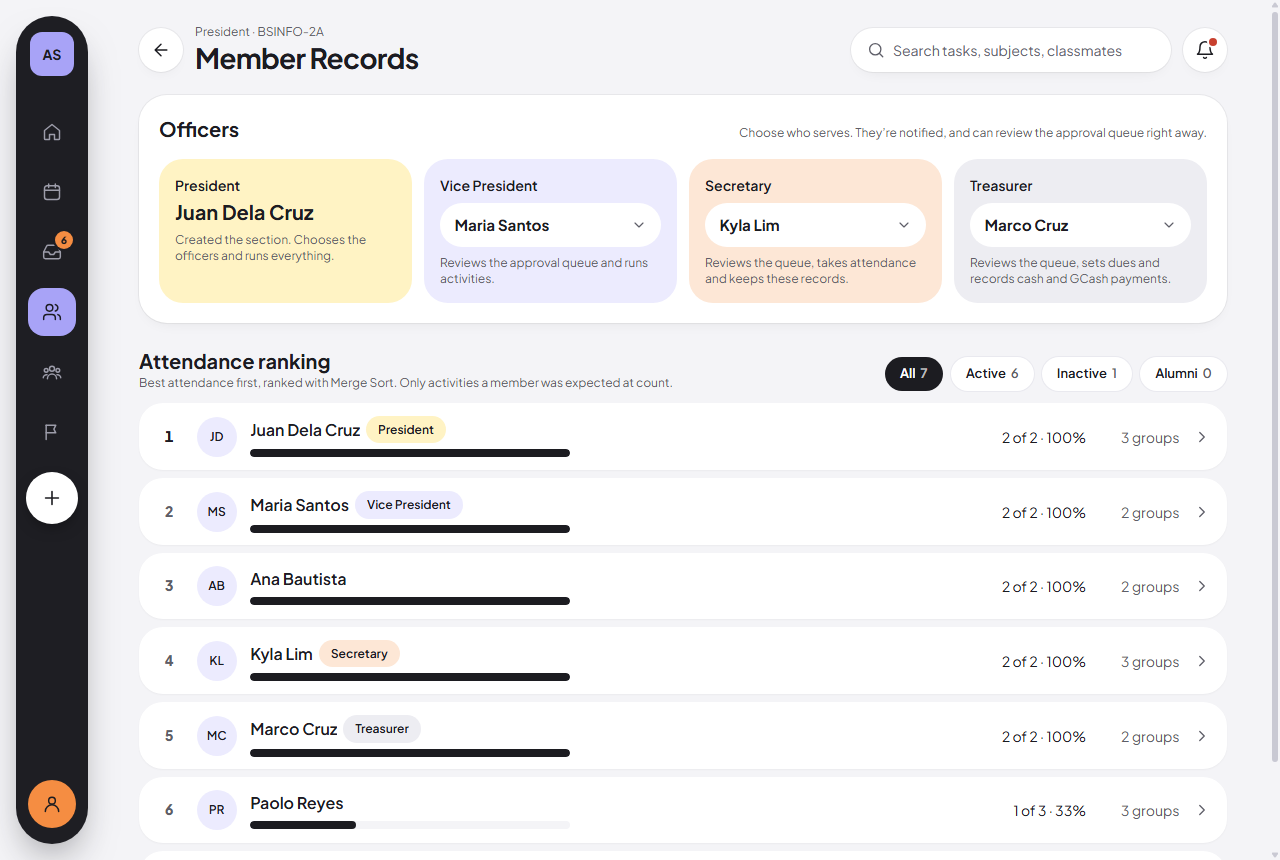 AS
President · BSINFO-2A
Member Records
Search tasks, subjects, classmates
6
Officers
Choose who serves. They're notified, and can review the approval queue right away.
President
Juan Dela Cruz
Created the section. Chooses the
officers and runs everything.
Vice President
Maria Santos
Reviews the approval queue and runs
activities.
Secretary
Kyla Lim
Reviews the queue, takes attendance
and keeps these records.
Treasurer
Marco Cruz
Reviews the queue, sets dues and
records cash and GCash payments.
Attendance ranking
Best attendance first, ranked with Merge Sort. Only activities a member was expected at count.
All 7
Active 6
Inactive 1
Alumni 0
1 JD Juan Dela Cruz President 2 of 2 · 100% 3 groups
2 MS Maria Santos Vice President 2 of 2 · 100% 2 groups
3 AB Ana Bautista 2 of 2 · 100% 2 groups
4 KL Kyla Lim Secretary 2 of 2 · 100% 3 groups
5 MC Marco Cruz Treasurer 2 of 2 · 100% 2 groups
6 PR Paolo Reyes 1 of 3 · 33% 3 groups